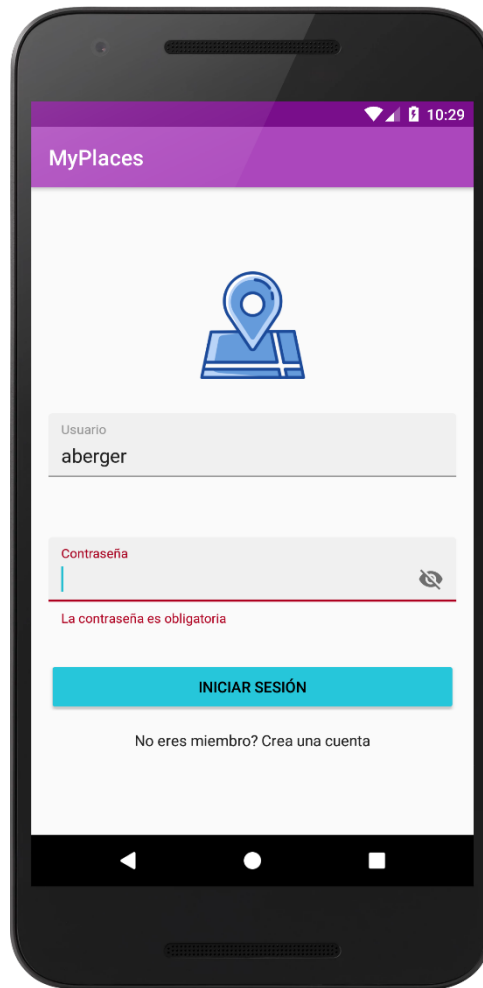 10:29
MyPlaces
Usuario
aberger
Contraseña
La contraseña es obligatoria
INICIAR SESIÓN
No eres miembro? Crea una cuenta